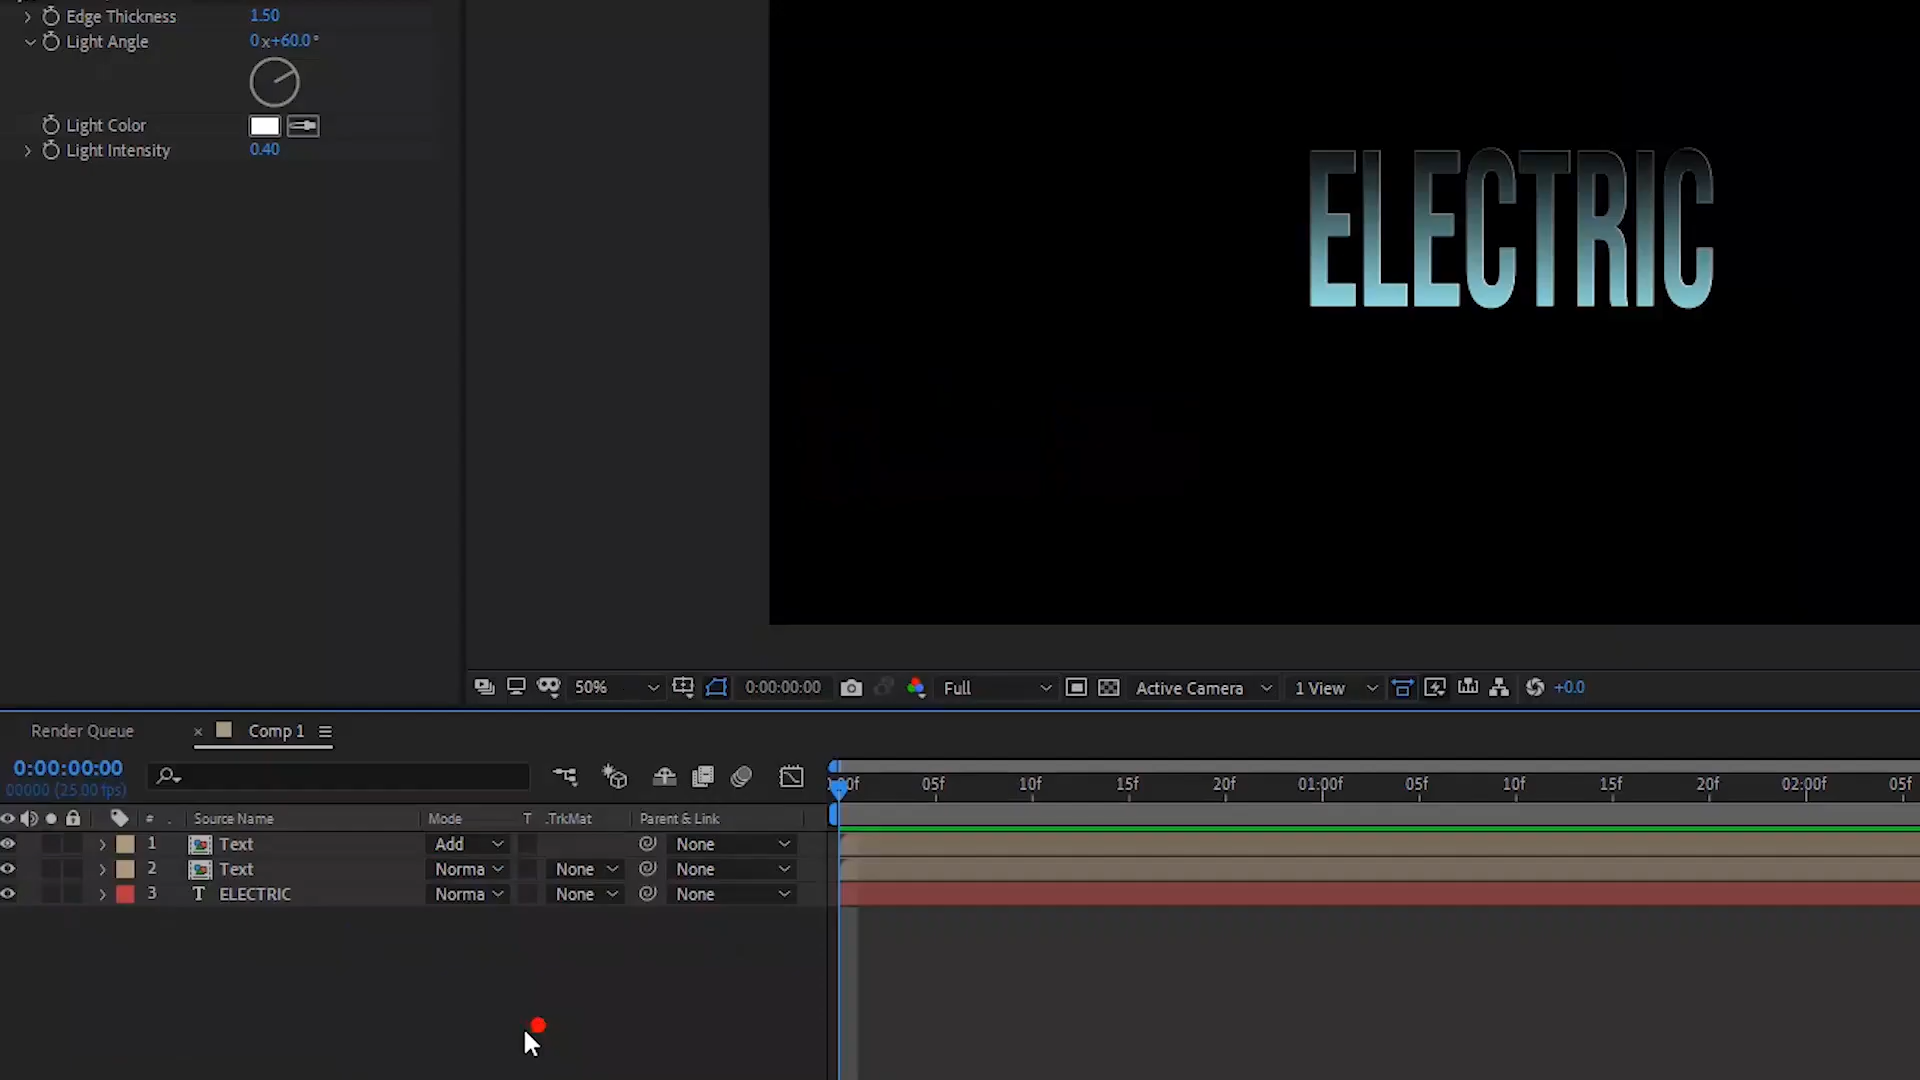 Edge Thickness 1.50
Light Angle 0x+60.0°
Light Color
Light Intensity 0.40
ELECTRIC
50% 0:00:00:00 Full Active Camera 1 View +0.0
Render Queue × Comp 1
0:00:00:00
00000 (25.00 fps)
:00f 05f 10f 15f 20f 01:00f 05f 10f 15f 20f 02:00f 05f
# Source Name Mode T .TrkMat Parent & Link
1 Text Add None
2 Text Norma None None
3 T ELECTRIC Norma None None